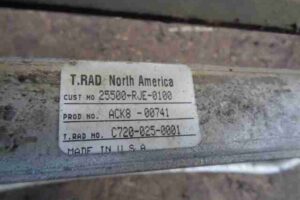 T.RAD North America
CUST NO 25500-RJE-0100
PROD NO. ACK8 -00741
T.RAD NO. C720-025-0001
MADE IN U.S.A